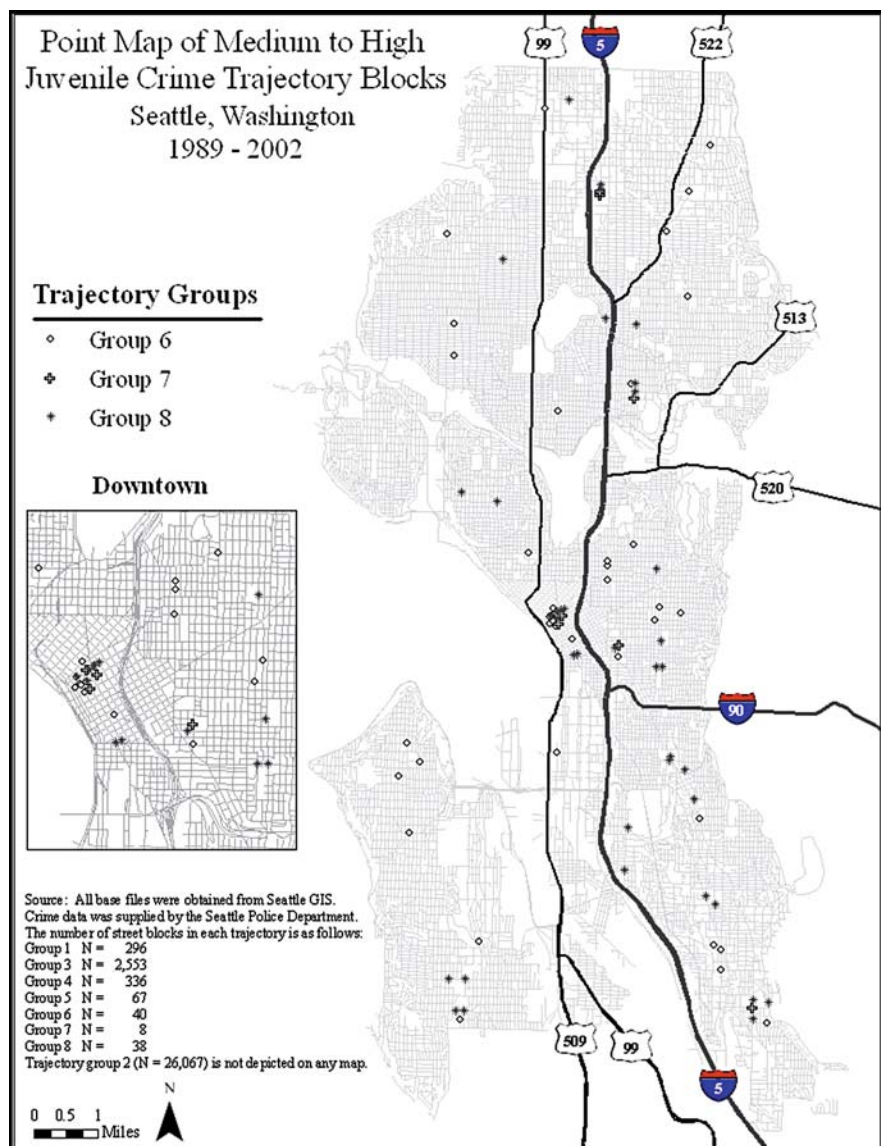 Point Map of Medium to High
Juvenile Crime Trajectory Blocks
Seattle, Washington
1989 - 2002
99
5
522
Trajectory Groups
Group 6
Group 7
Group 8
513
Downtown
520
90
Source: All base files were obtained from Seattle GIS.
Crime data was supplied by the Seattle Police Department.
The number of street blocks in each trajectory is as follows:
Group 1 N = 296
Group 3 N = 2,553
Group 4 N = 336
Group 5 N = 67
Group 6 N = 40
Group 7 N = 8
Group 8 N = 38
Trajectory group 2 (N = 26,067) is not depicted on any map.
509
99
5
N
0 0.5 1
Miles